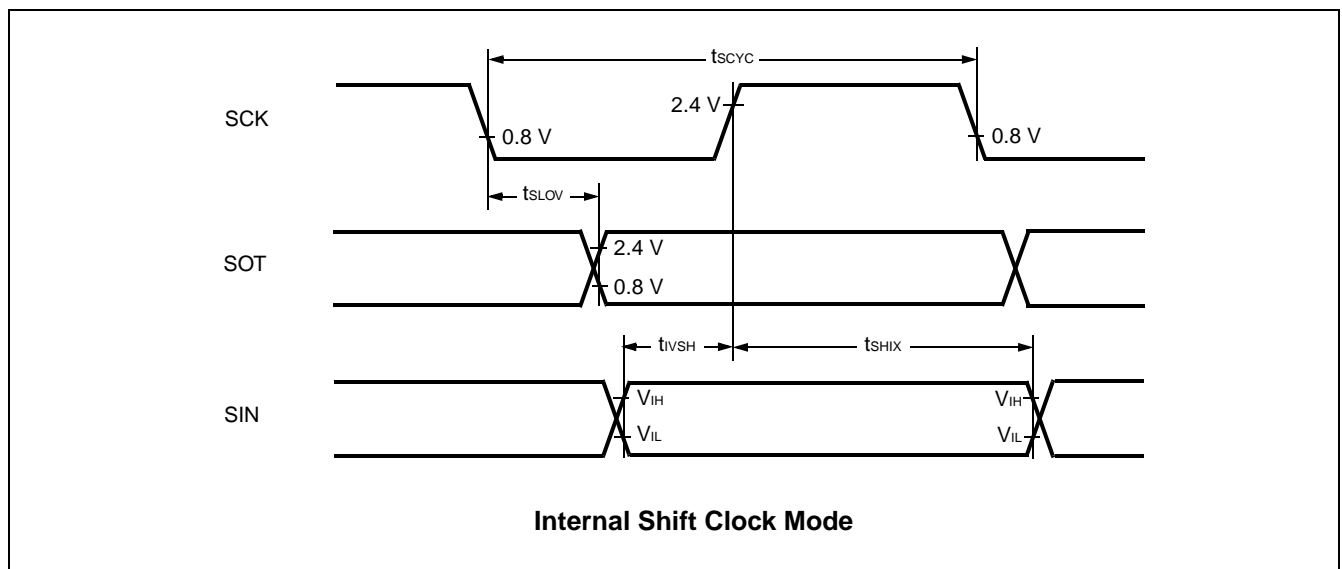 tSCYC
SCK
2.4 V
0.8 V
0.8 V
tSLOV
SOT
2.4 V
0.8 V
tIVSH
tSHIX
SIN
VIH
VIH
VIL
VIL
Internal Shift Clock Mode